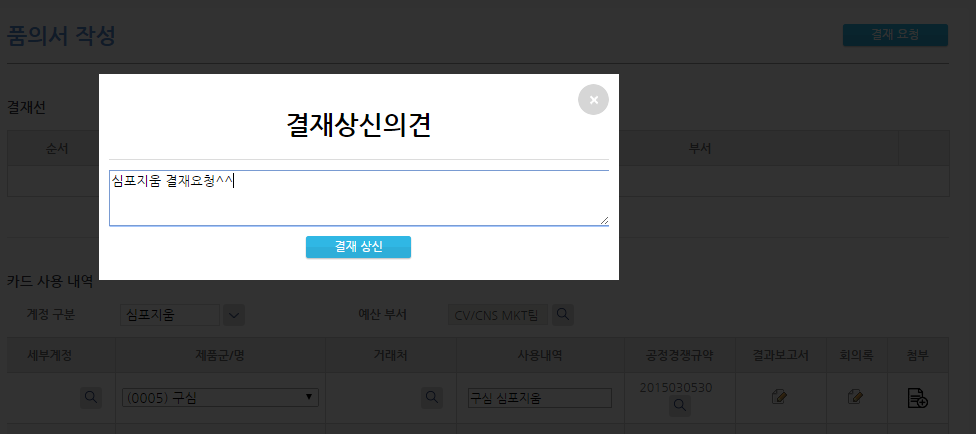 품의서 작성
결재 요청
결재선
순서
부서
결재상신의견
심포지움 결재요청^^
결재 상신
카드 사용 내역
계정 구분
심포지움
예산 부서
CV/CNS MKT팀
세부계정
제품군/명
거래처
사용내역
공정경쟁규약
결과보고서
회의록
첨부
(0005) 구심
구심 심포지움
2015030530